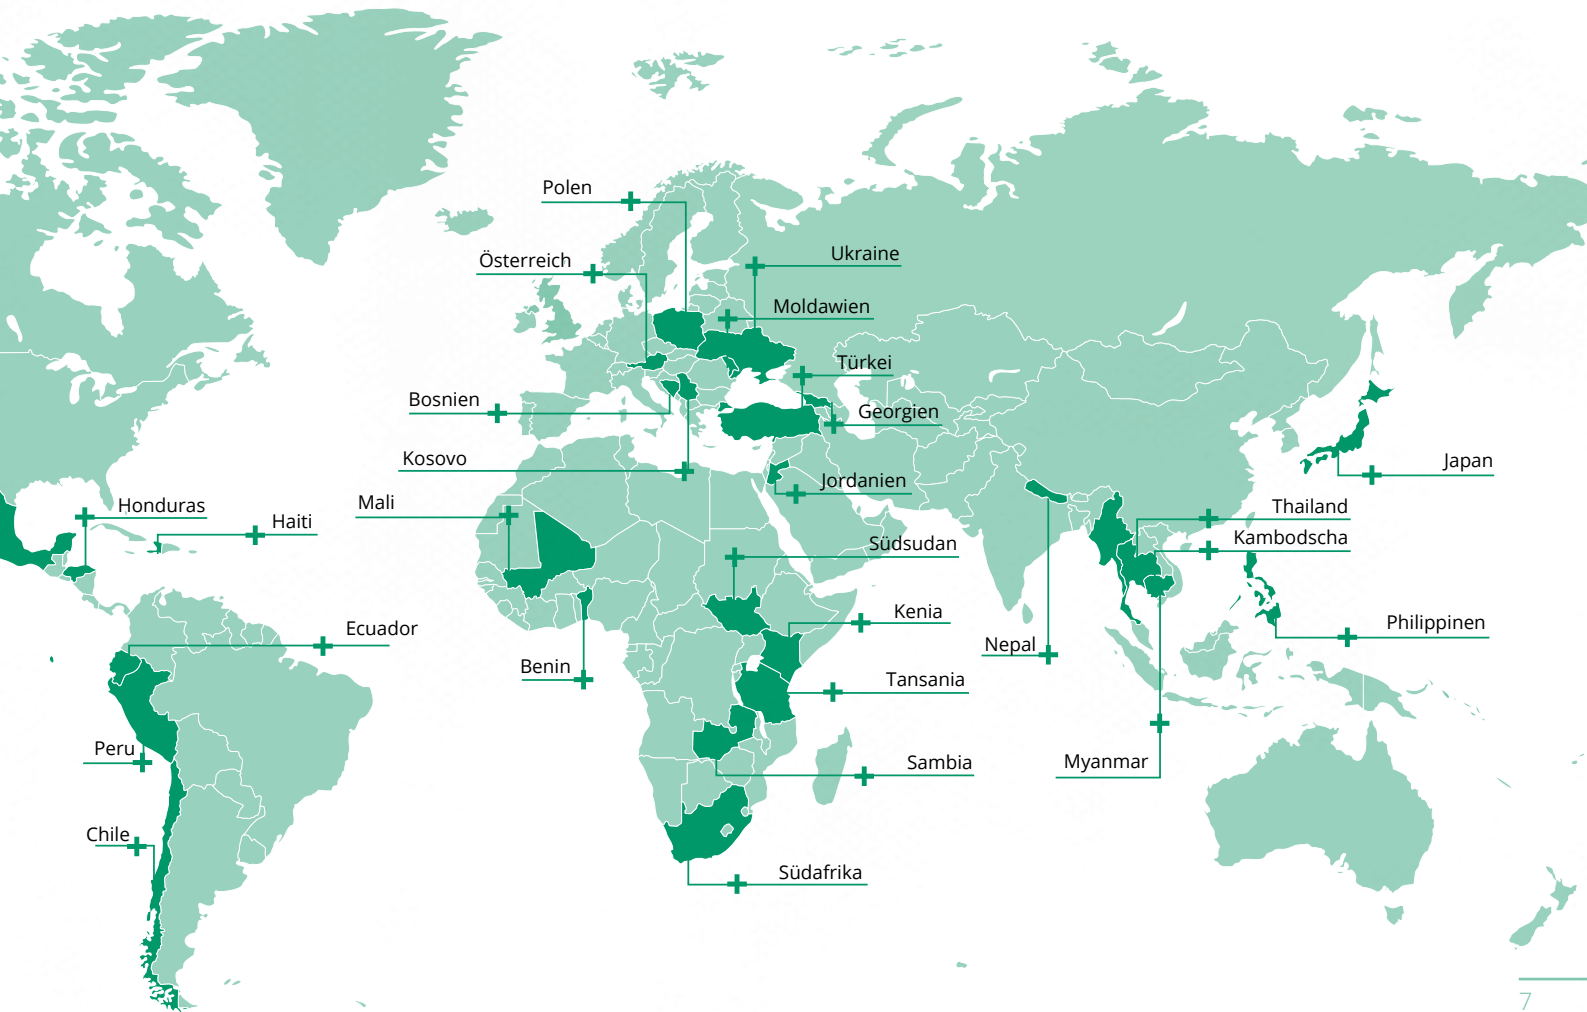 Polen
Österreich
Ukraine
Moldawien
Türkei
Bosnien
Georgien
Kosovo
Jordanien
Japan
Mali
Honduras
Haiti
Thailand
Kambodscha
Südsudan
Kenia
Ecuador
Philippinen
Nepal
Benin
Tansania
Peru
Sambia
Myanmar
Chile
Südafrika
7